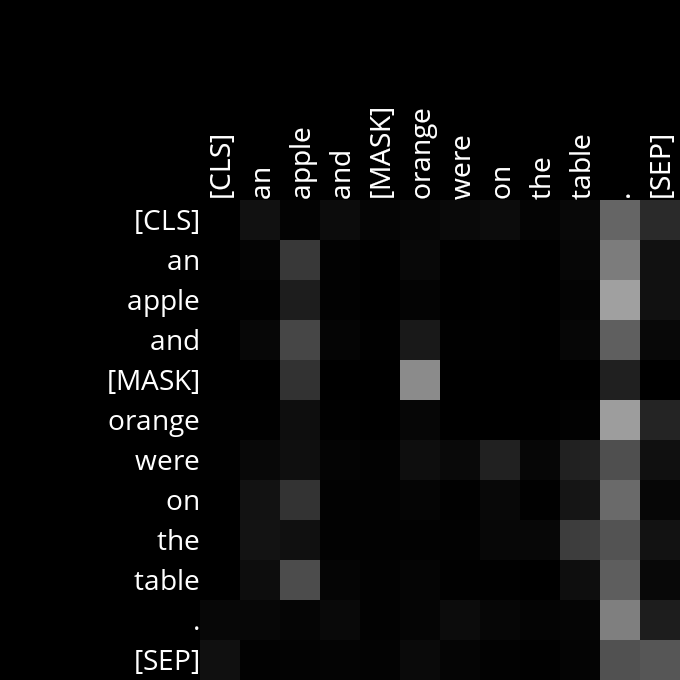 [CLS] an apple and [MASK] orange were on the table . [SEP]
[CLS]
an
apple
and
[MASK]
orange
were
on
the
table
.
[SEP]